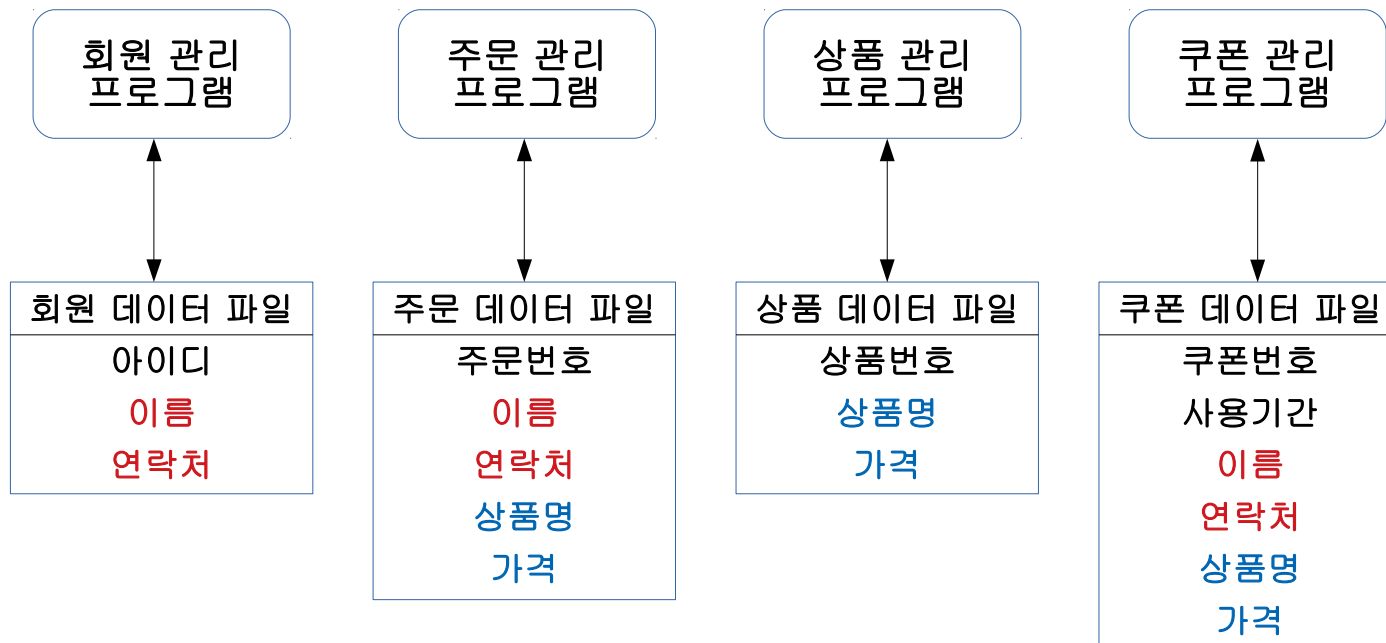 회원 관리
프로그램
주문 관리
프로그램
상품 관리
프로그램
쿠폰 관리
프로그램
회원 데이터 파일
아이디
이름
연락처
주문 데이터 파일
주문번호
이름
연락처
상품명
가격
상품 데이터 파일
상품번호
상품명
가격
쿠폰 데이터 파일
쿠폰번호
사용기간
이름
연락처
상품명
가격